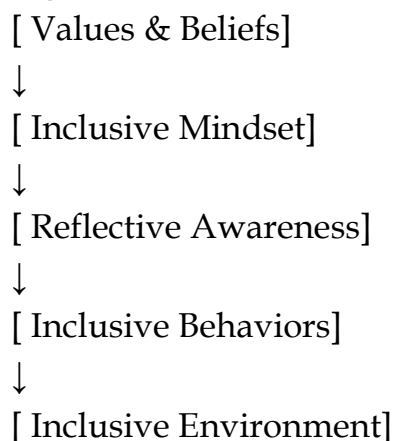 [ Values & Beliefs]
↓
[ Inclusive Mindset]
↓
[ Reflective Awareness]
↓
[ Inclusive Behaviors]
↓
[ Inclusive Environment]